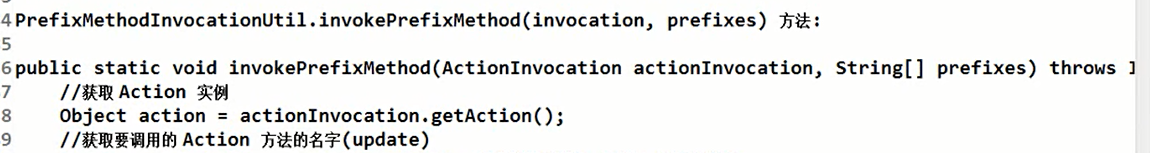 4 PrefixMethodInvocationUtil.invokePrefixMethod(invocation, prefixes) 方法:
5
6 public static void invokePrefixMethod(ActionInvocation actionInvocation, String[] prefixes) throws
7 //获取 Action 实例
8 Object action = actionInvocation.getAction();
9 //获取要调用的 Action 方法的名字(update)